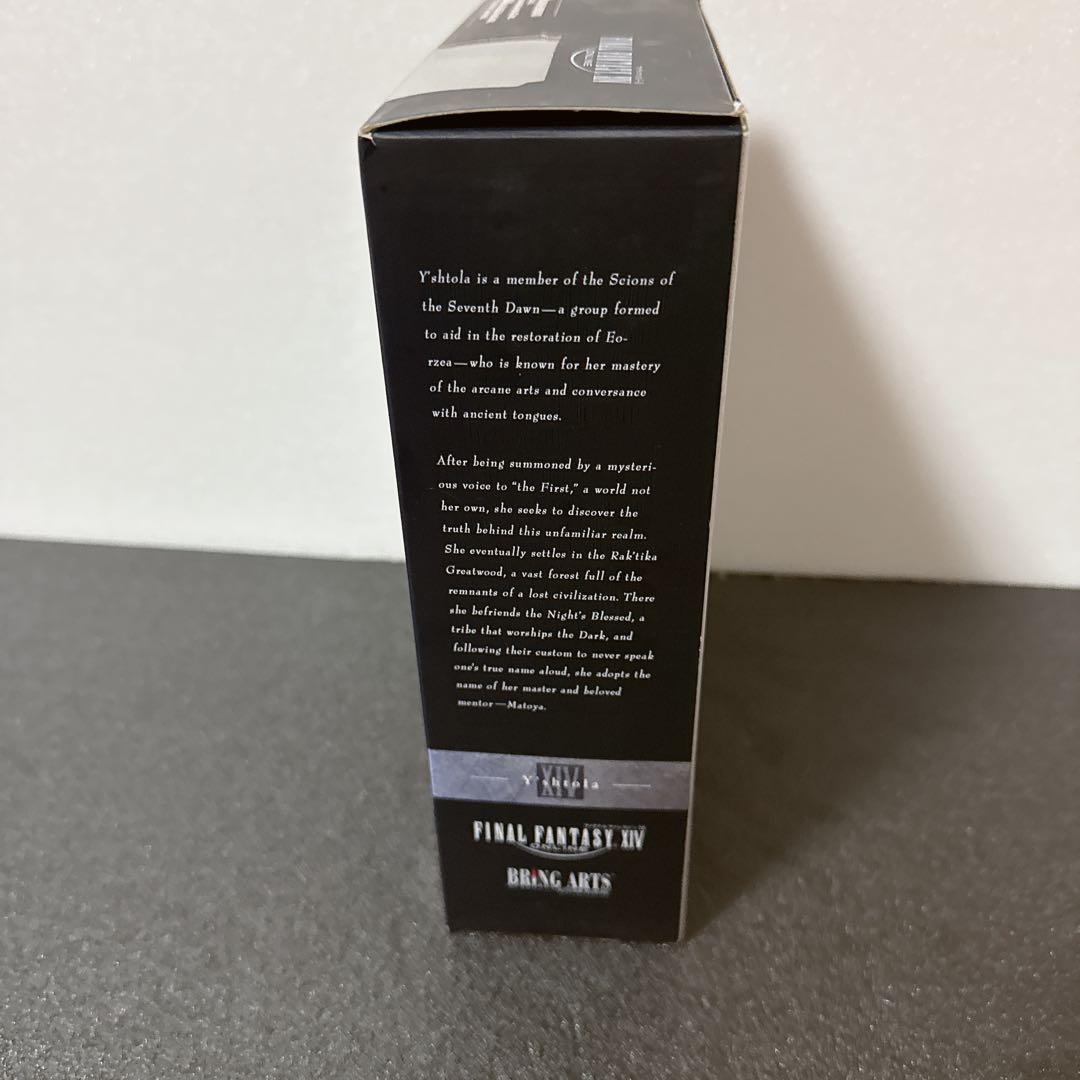 Y'shtola is a member of the Scions of
the Seventh Dawn—a group formed
to aid in the restoration of Eo-
rzea—who is known for her mastery
of the arcane arts and conversance
with ancient tongues.
After being summoned by a mysteri-
ous voice to “the First,” a world not
her own, she seeks to discover the
truth behind this unfamiliar realm.
She eventually settles in the Rak'tika
Greatwood, a vast forest full of the
remnants of a lost civilization. There
she befriends the Night's Blessed, a
tribe that worships the Dark, and
following their custom to never speak
one's true name aloud, she adopts the
name of her master and beloved
mentor—Matoya.
XIV
Y'shtola
FINAL FANTASY XIV
BRING ARTS